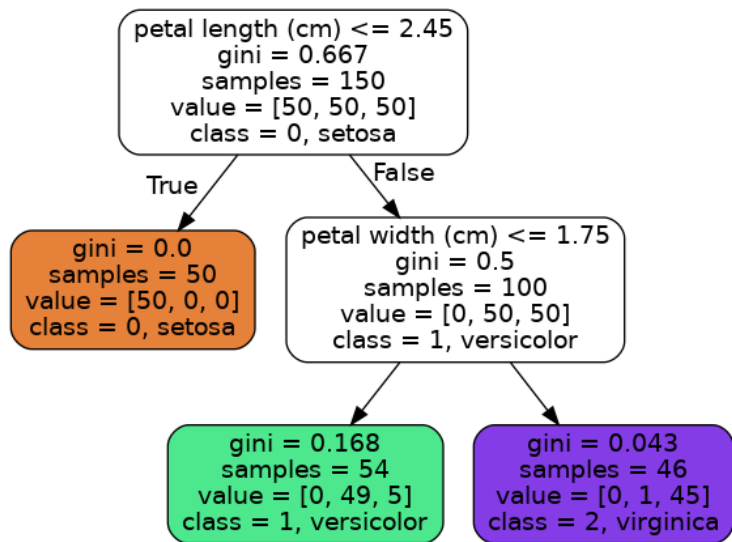 petal length (cm) <= 2.45
gini = 0.667
samples = 150
value = [50, 50, 50]
class = 0, setosa
True
False
gini = 0.0
samples = 50
value = [50, 0, 0]
class = 0, setosa
petal width (cm) <= 1.75
gini = 0.5
samples = 100
value = [0, 50, 50]
class = 1, versicolor
gini = 0.168
samples = 54
value = [0, 49, 5]
class = 1, versicolor
gini = 0.043
samples = 46
value = [0, 1, 45]
class = 2, virginica